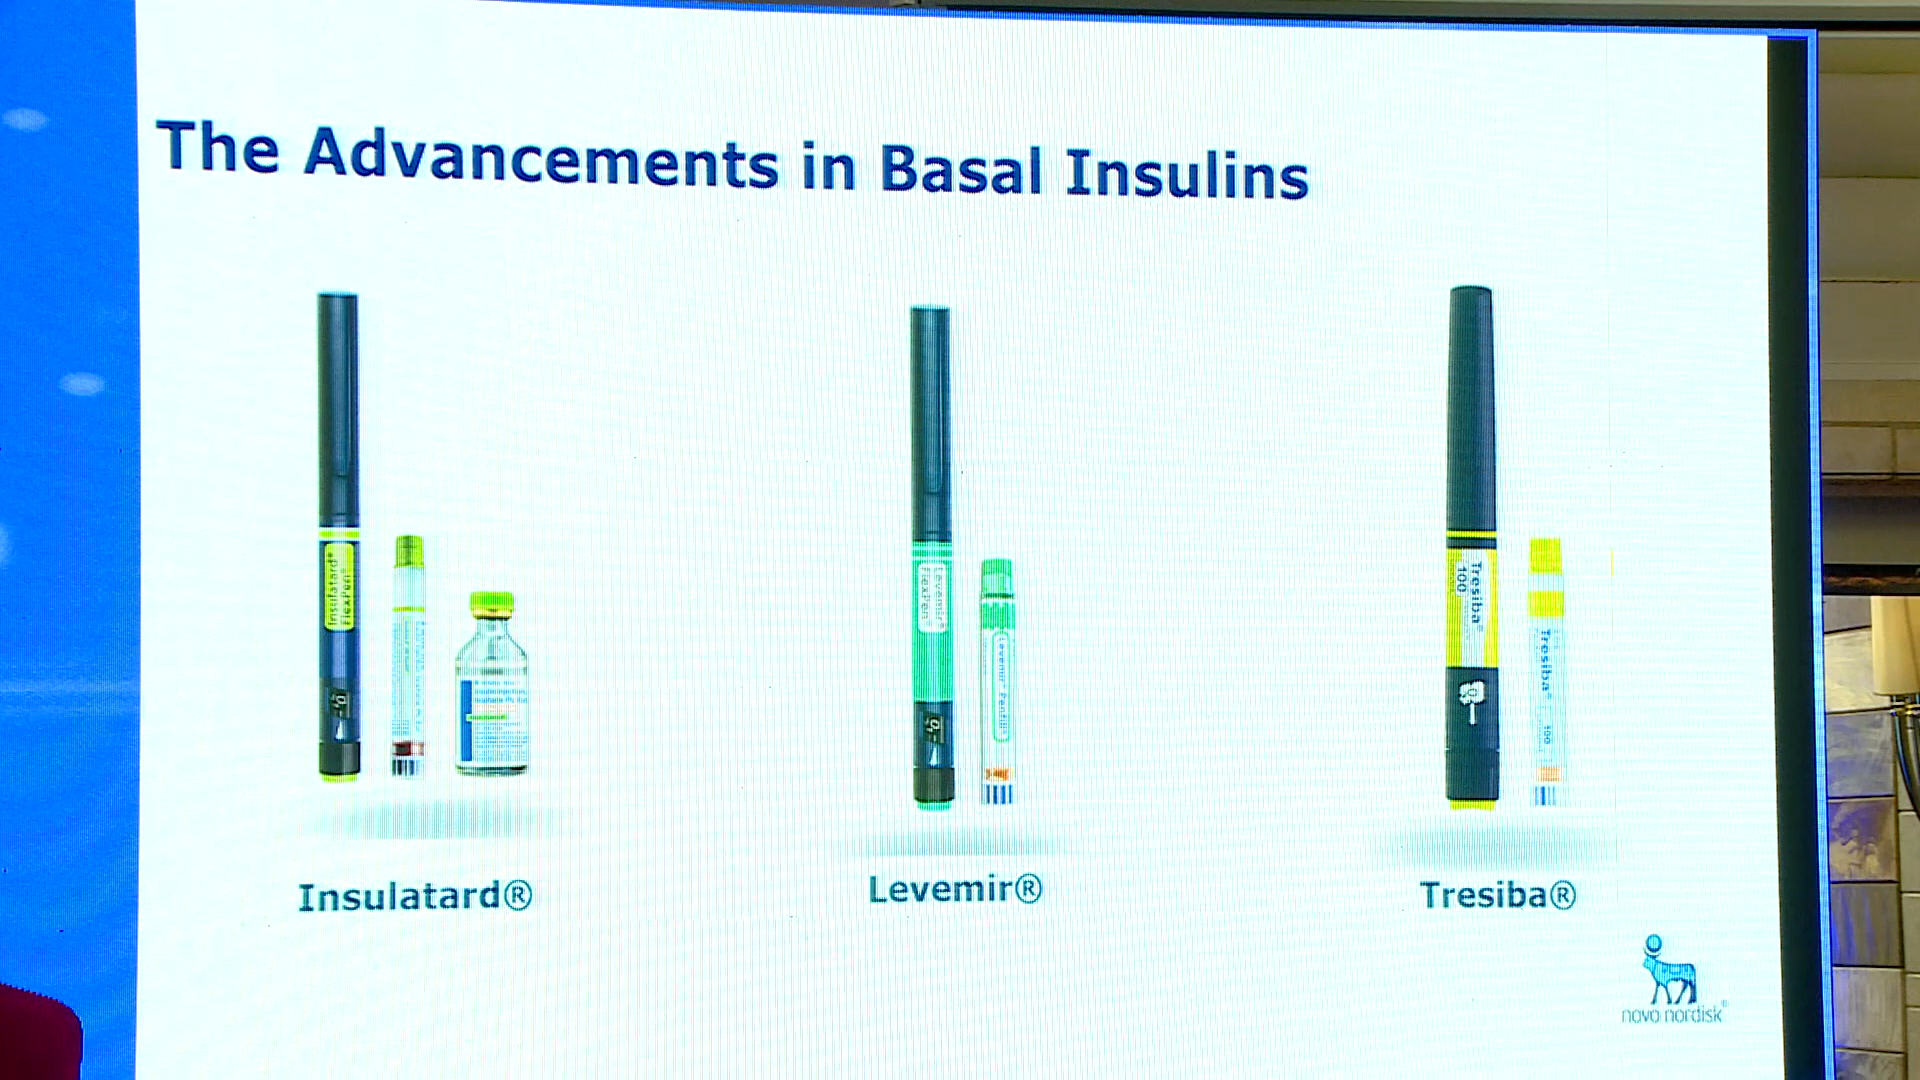 The Advancements in Basal Insulins
Insulatard®
FlexPen®
Levemir®
FlexPen®
Levemir® Penfill®
Tresiba®
100
Tresiba®
100
Insulatard®
Levemir®
Tresiba®
novo nordisk®